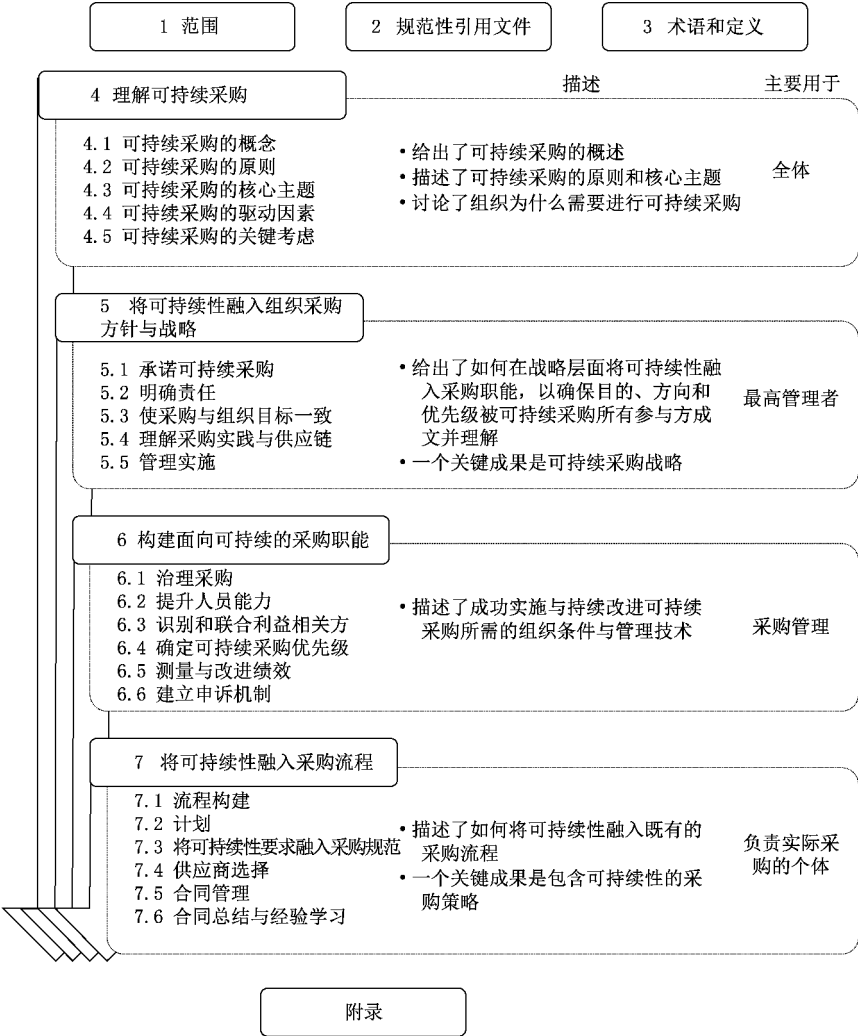 1 范围
2 规范性引用文件
3 术语和定义
4 理解可持续采购
描述
主要用于
4.1 可持续采购的概念
4.2 可持续采购的原则
4.3 可持续采购的核心主题
4.4 可持续采购的驱动因素
4.5 可持续采购的关键考虑
·给出了可持续采购的概述
·描述了可持续采购的原则和核心主题
·讨论了组织为什么需要进行可持续采购
全体
5 将可持续性融入组织采购
方针与战略
5.1 承诺可持续采购
5.2 明确责任
5.3 使采购与组织目标一致
5.4 理解采购实践与供应链
5.5 管理实施
·给出了如何在战略层面将可持续性融
入采购职能，以确保目的、方向和
优先级被可持续采购所有参与方成
文并理解
·一个关键成果是可持续采购战略
最高管理者
6 构建面向可持续的采购职能
6.1 治理采购
6.2 提升人员能力
6.3 识别和联合利益相关方
6.4 确定可持续采购优先级
6.5 测量与改进绩效
6.6 建立申诉机制
·描述了成功实施与持续改进可持续
采购所需的组织条件与管理技术
采购管理
7 将可持续性融入采购流程
7.1 流程构建
7.2 计划
7.3 将可持续性要求融入采购规范
7.4 供应商选择
7.5 合同管理
7.6 合同总结与经验学习
·描述了如何将可持续性融入既有的
采购流程
·一个关键成果是包含可持续性的采
购策略
负责实际采
购的个体
附录